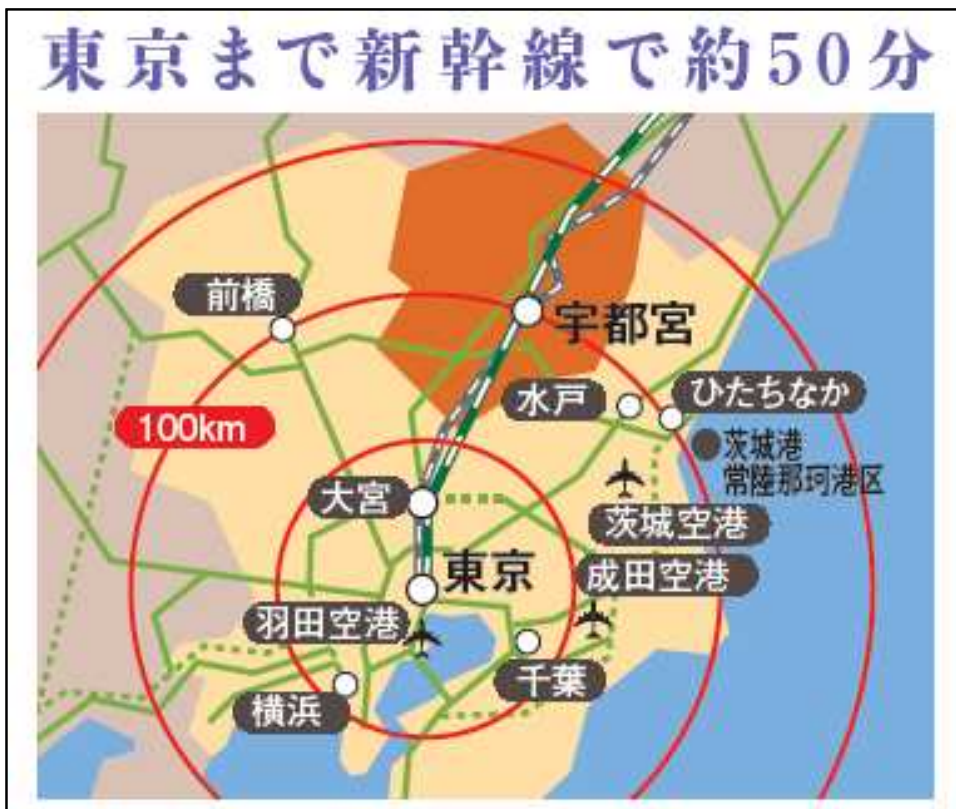 東京まで新幹線で約50分
前橋
宇都宮
水戸
ひたちなか
100km
茨城港
常陸那珂港区
大宮
茨城空港
東京
成田空港
羽田空港
千葉
横浜